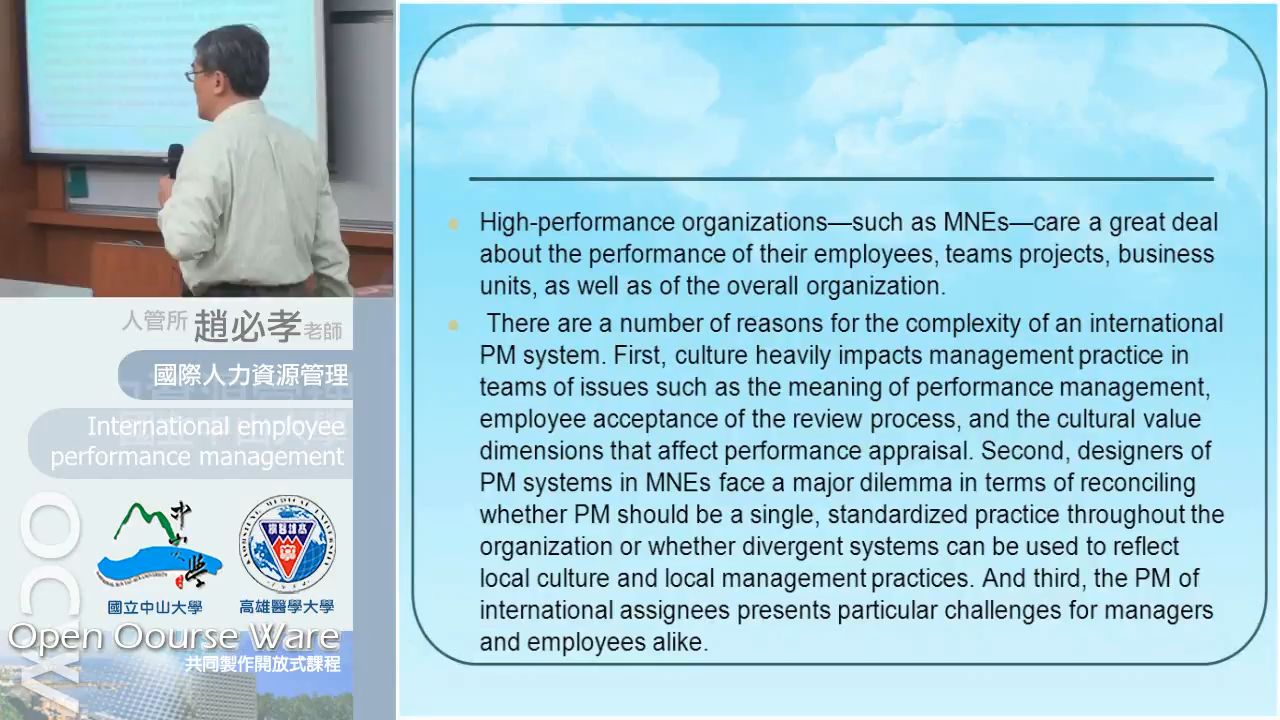 人管所 趙必孝老師
國際人力資源管理
International employee
performance management
OCW
國立中山大學
高雄醫學大學
Open Oourse Ware
共同製作開放式課程
High-performance organizations—such as MNEs—care a great deal
about the performance of their employees, teams projects, business
units, as well as of the overall organization.
There are a number of reasons for the complexity of an international
PM system. First, culture heavily impacts management practice in
teams of issues such as the meaning of performance management,
employee acceptance of the review process, and the cultural value
dimensions that affect performance appraisal. Second, designers of
PM systems in MNEs face a major dilemma in terms of reconciling
whether PM should be a single, standardized practice throughout the
organization or whether divergent systems can be used to reflect
local culture and local management practices. And third, the PM of
international assignees presents particular challenges for managers
and employees alike.